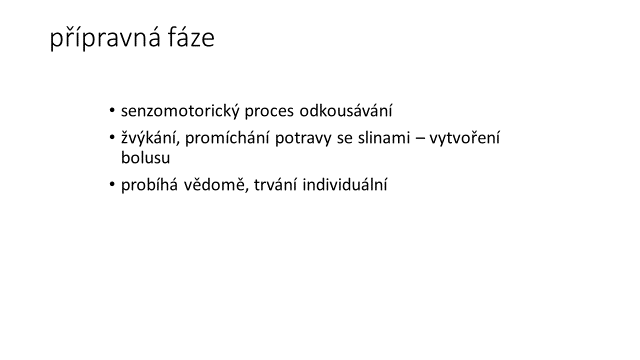 přípravná fáze
• senzomotorický proces odkousávání
• žvýkání, promíchání potravy se slinami – vytvoření
bolusu
• probíhá vědomě, trvání individuální